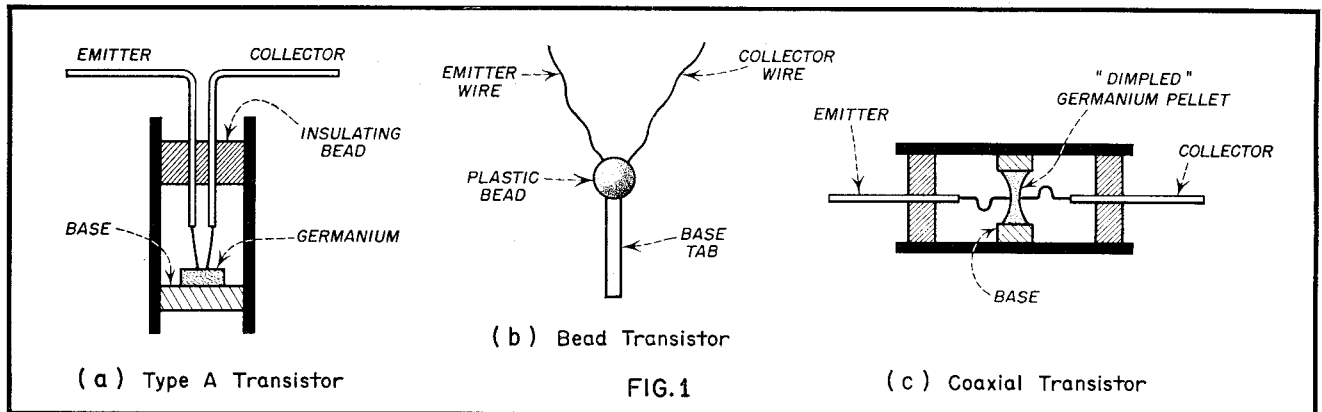 EMITTER
COLLECTOR
INSULATING
BEAD
BASE
GERMANIUM
(a) Type A Transistor
EMITTER
WIRE
COLLECTOR
WIRE
PLASTIC
BEAD
BASE
TAB
(b) Bead Transistor
FIG.1
"DIMPLED"
GERMANIUM PELLET
EMITTER
COLLECTOR
BASE
(c) Coaxial Transistor